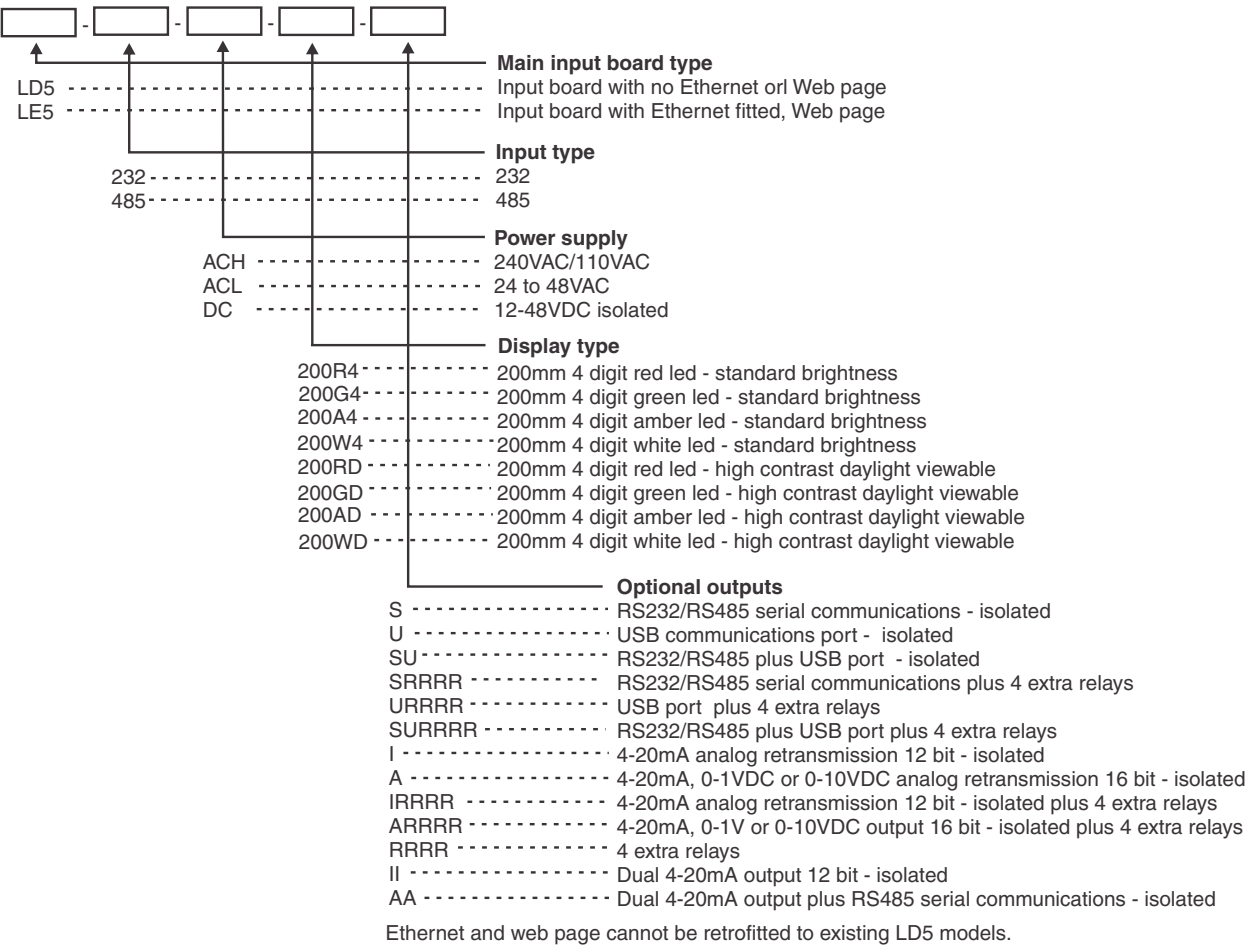 - - - -
Main input board type
LD5 Input board with no Ethernet orl Web page
LE5 Input board with Ethernet fitted, Web page
Input type
232 232
485 485
Power supply
ACH 240VAC/110VAC
ACL 24 to 48VAC
DC 12-48VDC isolated
Display type
200R4 200mm 4 digit red led - standard brightness
200G4 200mm 4 digit green led - standard brightness
200A4 200mm 4 digit amber led - standard brightness
200W4 200mm 4 digit white led - standard brightness
200RD 200mm 4 digit red led - high contrast daylight viewable
200GD 200mm 4 digit green led - high contrast daylight viewable
200AD 200mm 4 digit amber led - high contrast daylight viewable
200WD 200mm 4 digit white led - high contrast daylight viewable
Optional outputs
S RS232/RS485 serial communications - isolated
U USB communications port - isolated
SU RS232/RS485 plus USB port - isolated
SRRRR RS232/RS485 serial communications plus 4 extra relays
URRRR USB port plus 4 extra relays
SURRRR RS232/RS485 plus USB port plus 4 extra relays
I 4-20mA analog retransmission 12 bit - isolated
A 4-20mA, 0-1VDC or 0-10VDC analog retransmission 16 bit - isolated
IRRRR 4-20mA analog retransmission 12 bit - isolated plus 4 extra relays
ARRRR 4-20mA, 0-1V or 0-10VDC output 16 bit - isolated plus 4 extra relays
RRRR 4 extra relays
II Dual 4-20mA output 12 bit - isolated
AA Dual 4-20mA output plus RS485 serial communications - isolated
Ethernet and web page cannot be retrofitted to existing LD5 models.